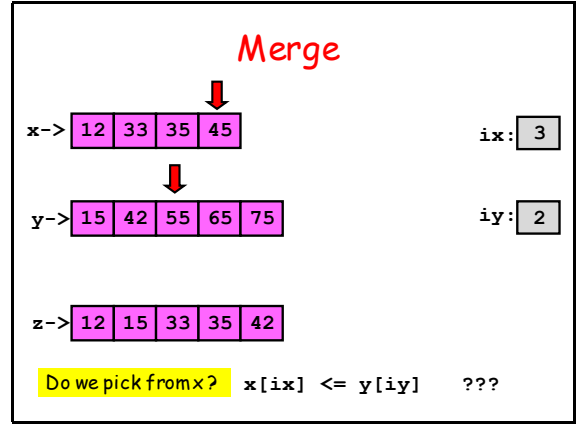 Merge
x-> 12 33 35 45 ix: 3
y-> 15 42 55 65 75 iy: 2
z-> 12 15 33 35 42
Do we pick from x? x[ix] <= y[iy] ???